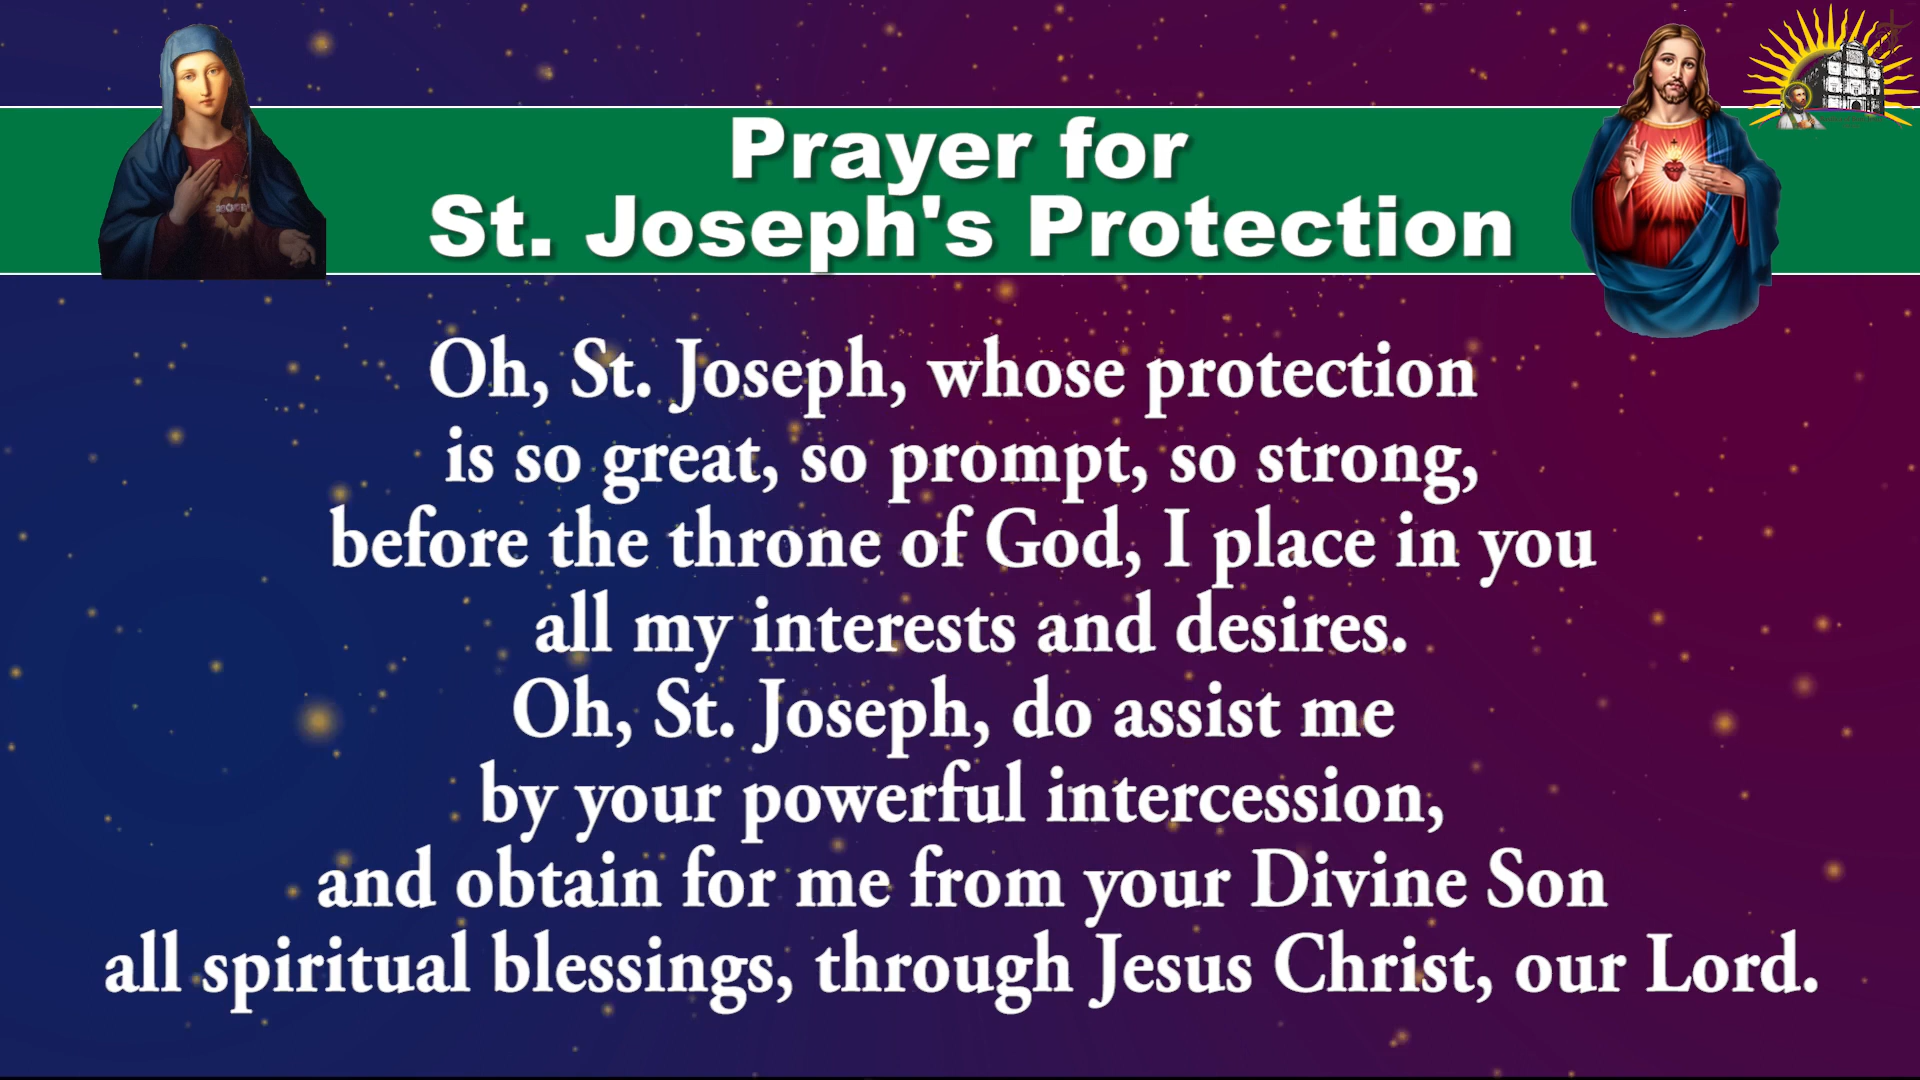 Prayer for
St. Joseph's Protection
Oh, St. Joseph, whose protection
is so great, so prompt, so strong,
before the throne of God, I place in you
all my interests and desires.
Oh, St. Joseph, do assist me
by your powerful intercession,
and obtain for me from your Divine Son
all spiritual blessings, through Jesus Christ, our Lord.